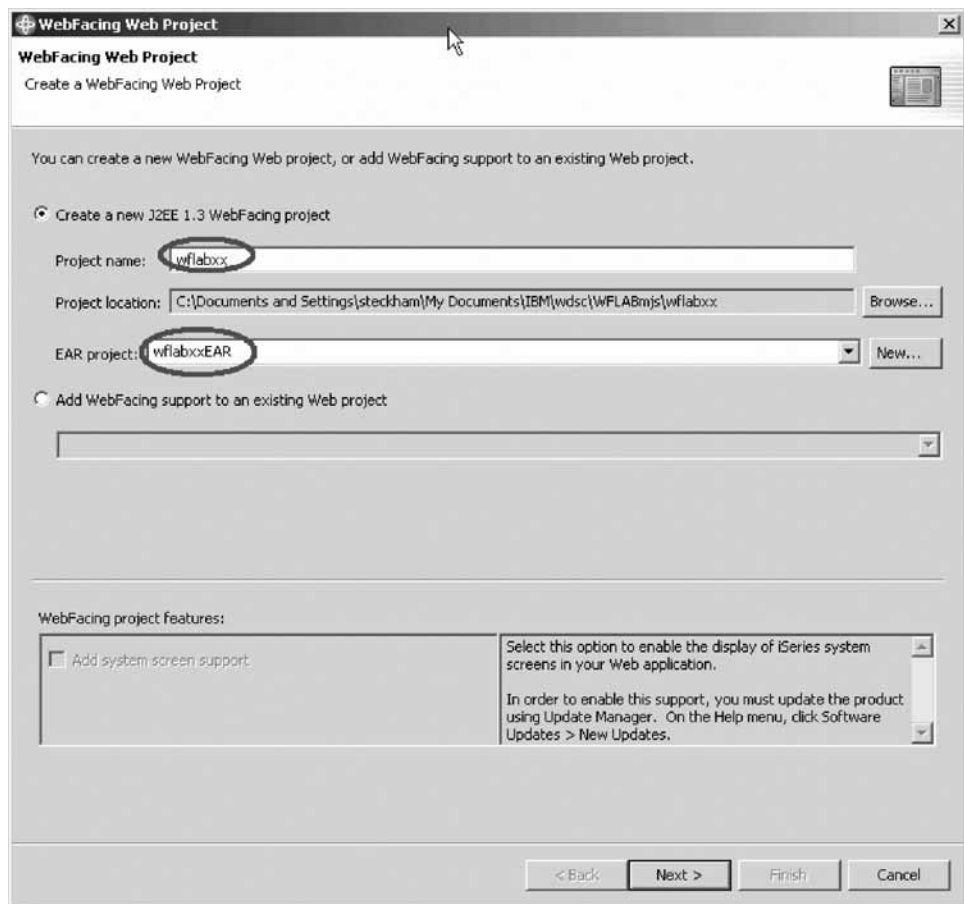 WebFacing Web Project
WebFacing Web Project
Create a WebFacing Web Project
You can create a new WebFacing Web project, or add WebFacing support to an existing Web project.
Create a new J2EE 1.3 WebFacing project
Project name: wflabxx
Project location: C:\Documents and Settings\steckham\My Documents\IBM\wdsc\WFLABmjs\wflabxx Browse...
EAR project: wflabxxEAR New...
Add WebFacing support to an existing Web project
WebFacing project features:
Add system screen support
Select this option to enable the display of iSeries system
screens in your Web application.
In order to enable this support, you must update the product
using Update Manager. On the Help menu, click Software
Updates > New Updates.
< Back Next > Finish Cancel